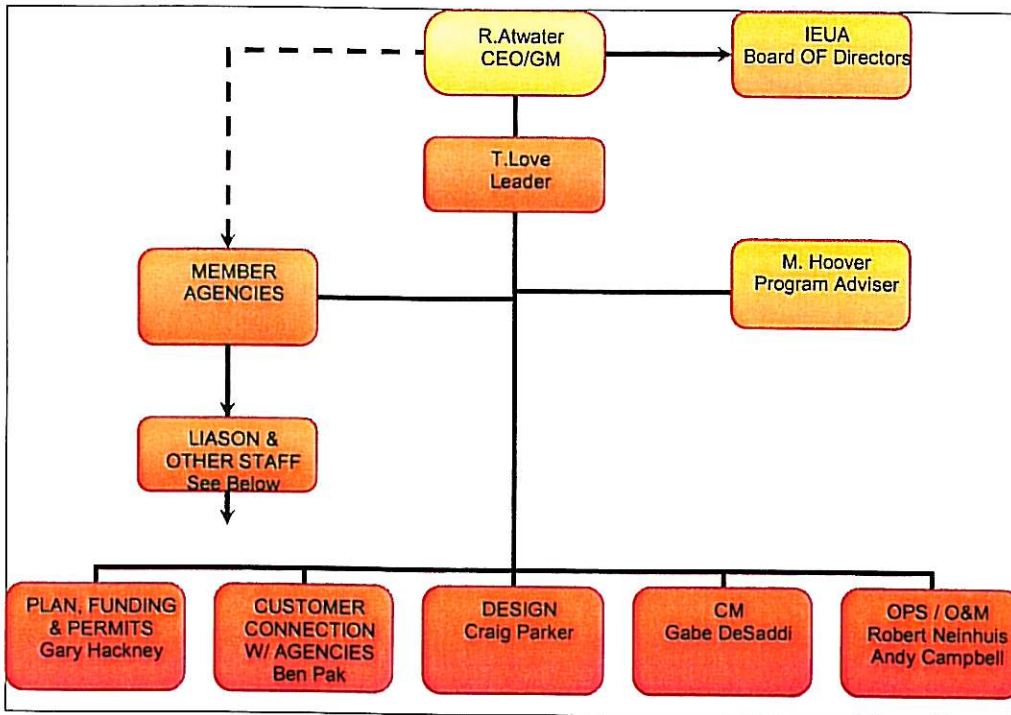 R.Atwater
CEO/GM
IEUA
Board OF Directors
T.Love
Leader
MEMBER
AGENCIES
M. Hoover
Program Adviser
LIASON &
OTHER STAFF
See Below
PLAN, FUNDING
& PERMITS
Gary Hackney
CUSTOMER
CONNECTION
W/ AGENCIES
Ben Pak
DESIGN
Craig Parker
CM
Gabe DeSaddi
OPS / O&M
Robert Neinhuis
Andy Campbell